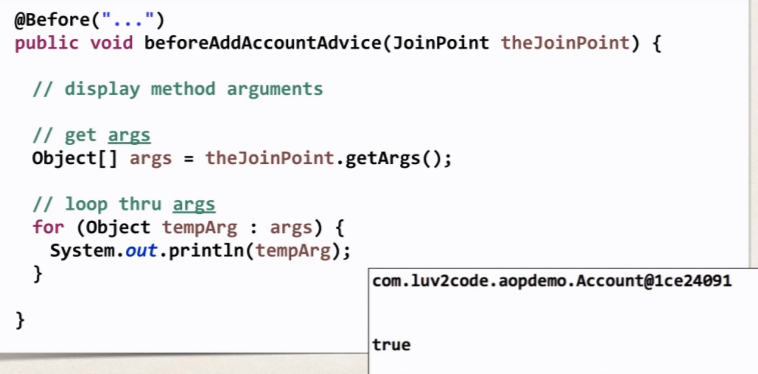 @Before("...")
public void beforeAddAccountAdvice(JoinPoint theJoinPoint) {
// display method arguments
// get args
Object[] args = theJoinPoint.getArgs();
// loop thru args
for (Object tempArg : args) {
System.out.println(tempArg);
}
}
com.luv2code.aopdemo.Account@1ce24091
true